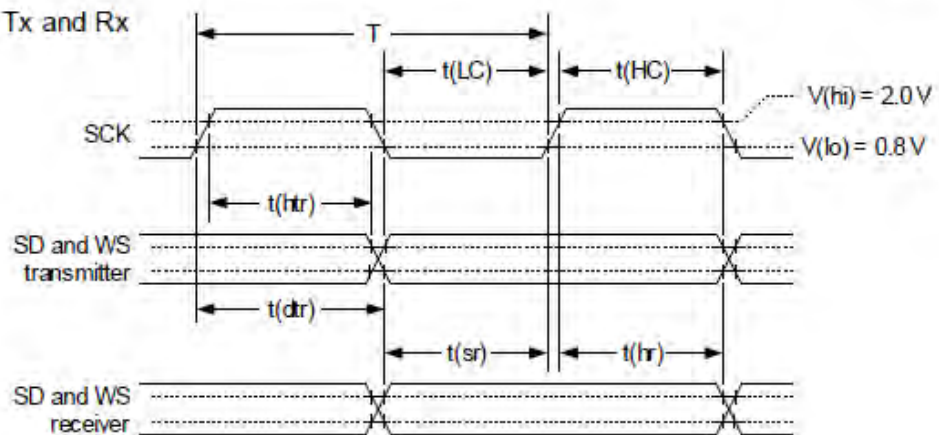 Tx and Rx
T
t(LC)
t(HC)
V(hi) = 2.0 V
SCK
V(lo) = 0.8 V
t(htr)
SD and WS
transmitter
t(dtr)
t(sr)
t(hr)
SD and WS
receiver